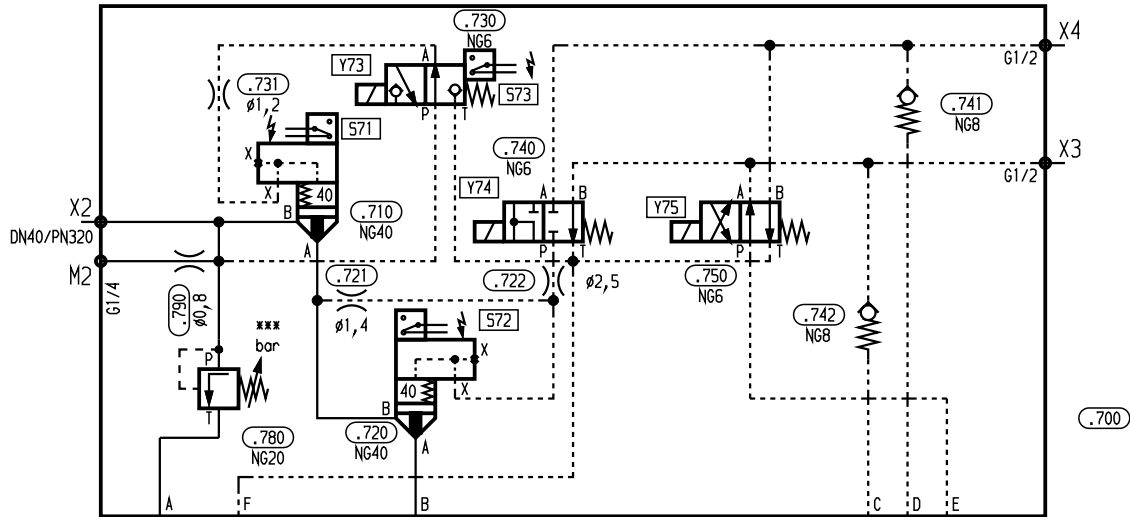 .730
NG6
X4
A
Y73
G1/2
.731
ø1,2
S73
P
T
.741
NG8
S71
.740
NG6
X3
X
G1/2
Y74
A
B
A
B
X
40
Y75
X2
B
.710
NG40
DN40/PN320
P
T
P
T
A
M2
.721
.722
ø2,5
.750
NG6
G1/4
.790
ø0,8
***
bar
ø1,4
S72
.742
NG8
X
P
40
X
B
T
.720
NG40
A
.780
NG20
.700
A
F
B
C
D
E